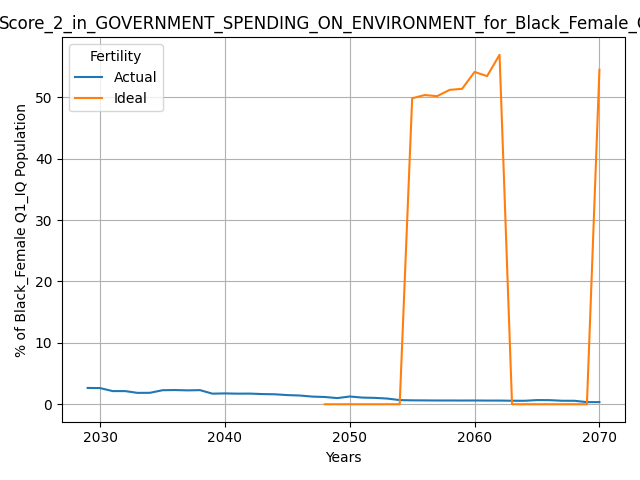 Score_2_in_GOVERNMENT_SPENDING_ON_ENVIRONMENT_for_Black_Female_
Fertility
Actual
Ideal
% of Black_Female Q1_IQ Population
50
40
30
20
10
0
2030 2040 2050 2060 2070
Years